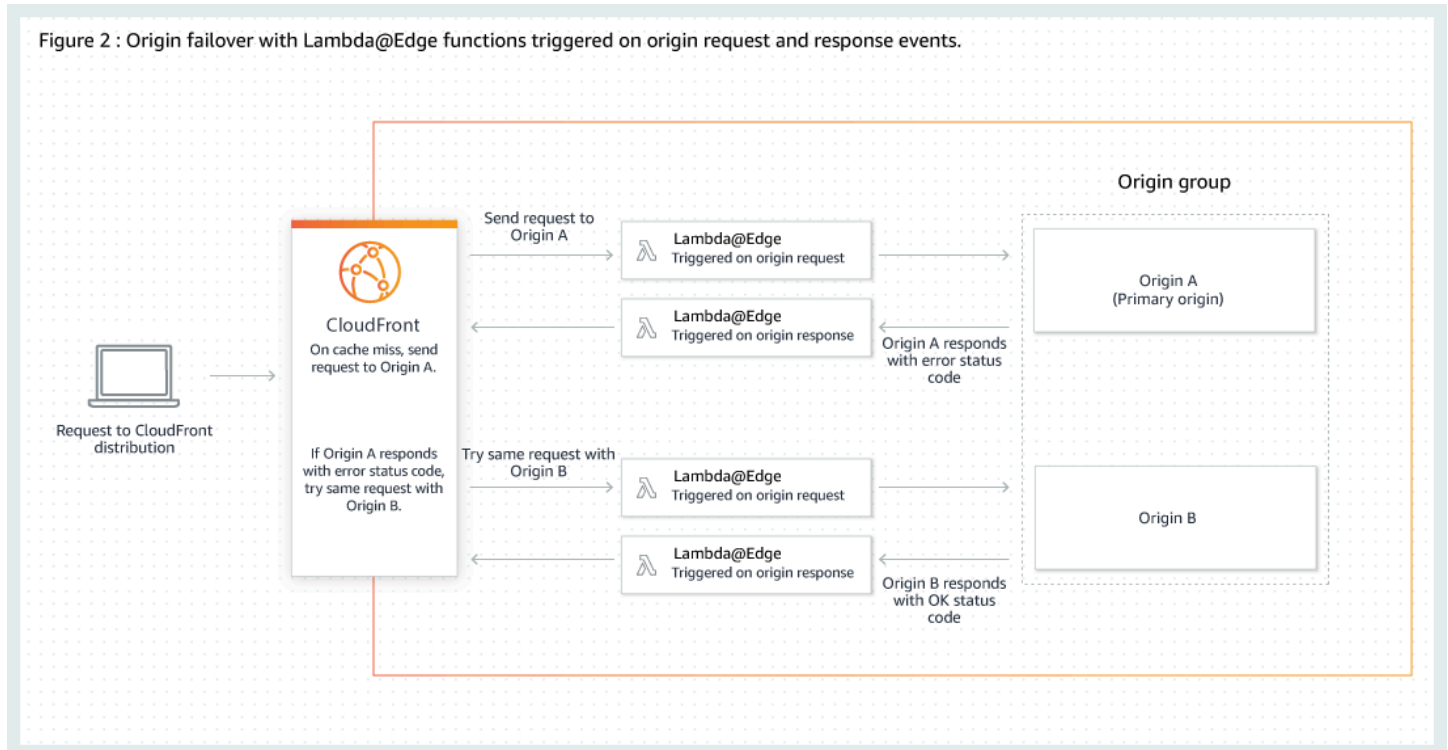 Figure 2 : Origin failover with Lambda@Edge functions triggered on origin request and response events.
Origin group
Send request to
Origin A
Lambda@Edge
Triggered on origin request
Origin A
(Primary origin)
CloudFront
On cache miss, send
request to Origin A.
Lambda@Edge
Triggered on origin response
Origin A responds
with error status
code
Request to CloudFront
distribution
If Origin A responds
with error status code,
try same request with
Origin B.
Try same request with
Origin B
Lambda@Edge
Triggered on origin request
Origin B
Lambda@Edge
Triggered on origin response
Origin B responds
with OK status
code